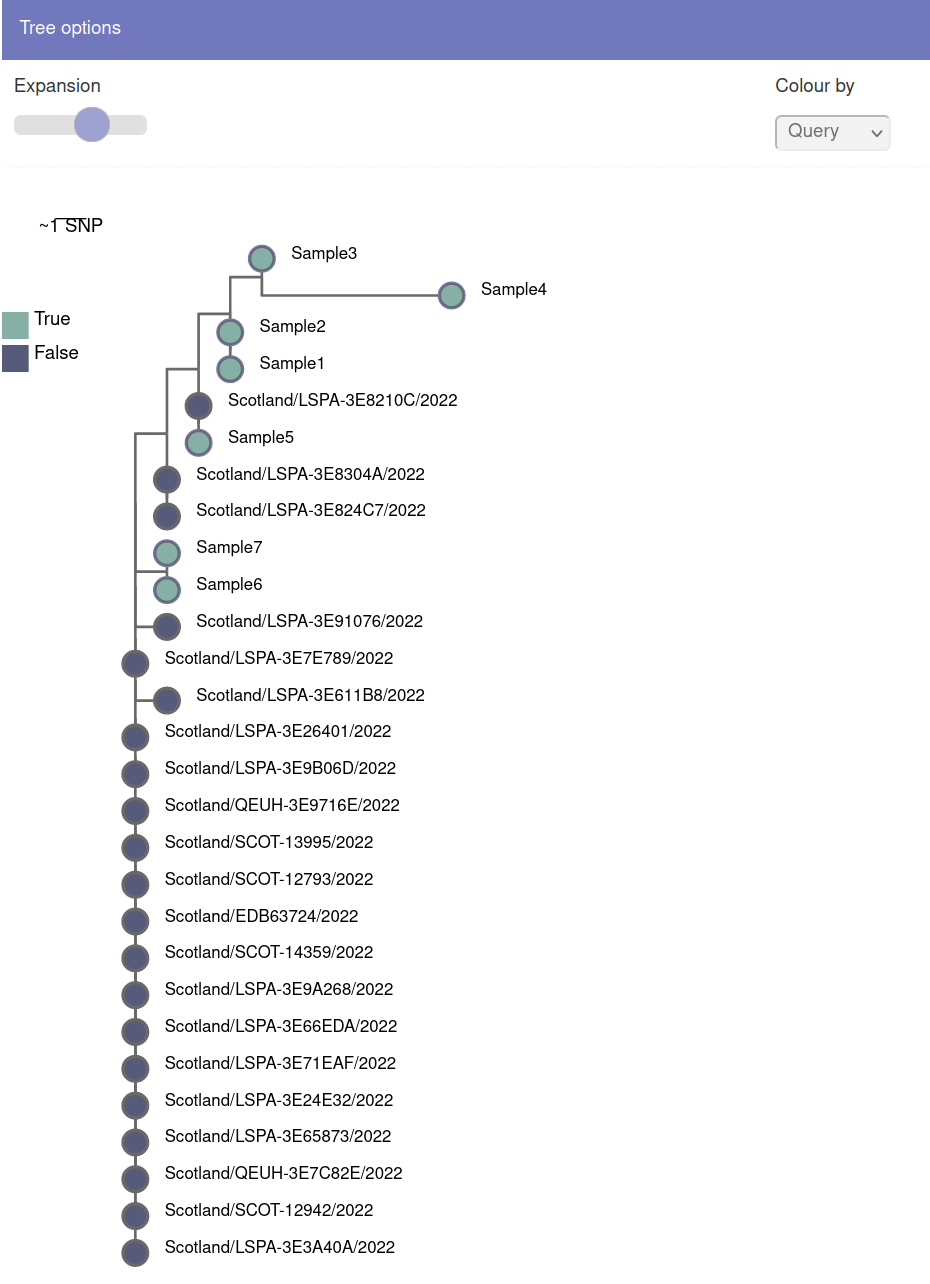 Tree options
Expansion
Colour by
Query
~1 SNP
True
False
Sample3
Sample4
Sample2
Sample1
Scotland/LSPA-3E8210C/2022
Sample5
Scotland/LSPA-3E8304A/2022
Scotland/LSPA-3E824C7/2022
Sample7
Sample6
Scotland/LSPA-3E91076/2022
Scotland/LSPA-3E7E789/2022
Scotland/LSPA-3E611B8/2022
Scotland/LSPA-3E26401/2022
Scotland/LSPA-3E9B06D/2022
Scotland/QEUH-3E9716E/2022
Scotland/SCOT-13995/2022
Scotland/SCOT-12793/2022
Scotland/EDB63724/2022
Scotland/SCOT-14359/2022
Scotland/LSPA-3E9A268/2022
Scotland/LSPA-3E66EDA/2022
Scotland/LSPA-3E71EAF/2022
Scotland/LSPA-3E24E32/2022
Scotland/LSPA-3E65873/2022
Scotland/QEUH-3E7C82E/2022
Scotland/SCOT-12942/2022
Scotland/LSPA-3E3A40A/2022